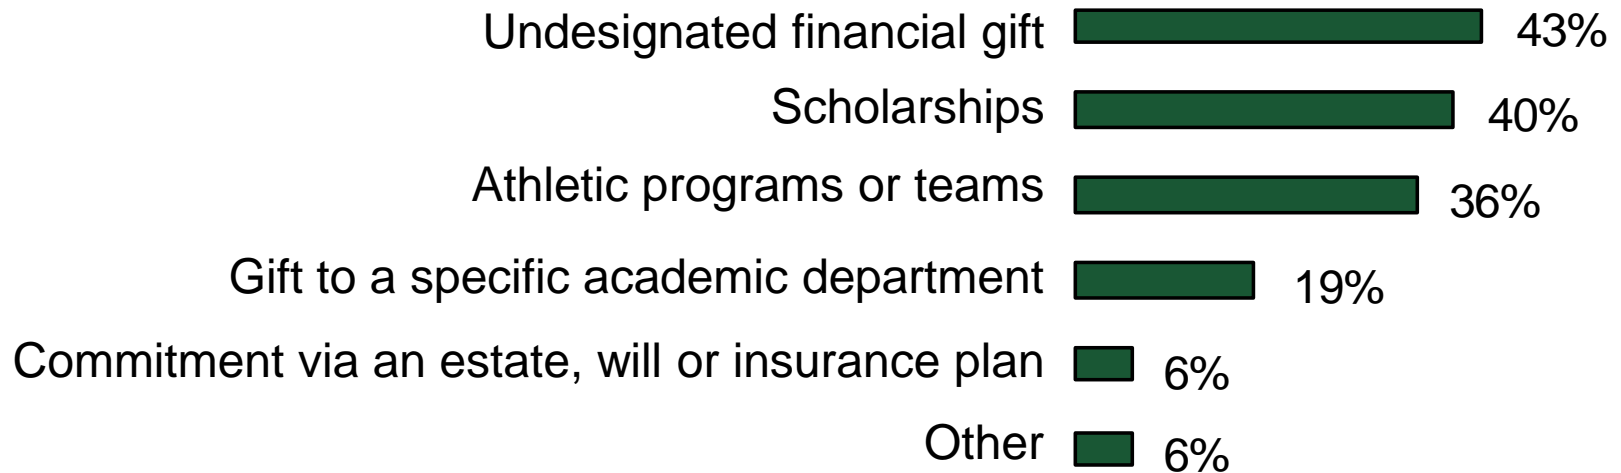 Undesignated financial gift 43%
Scholarships 40%
Athletic programs or teams 36%
Gift to a specific academic department 19%
Commitment via an estate, will or insurance plan 6%
Other 6%